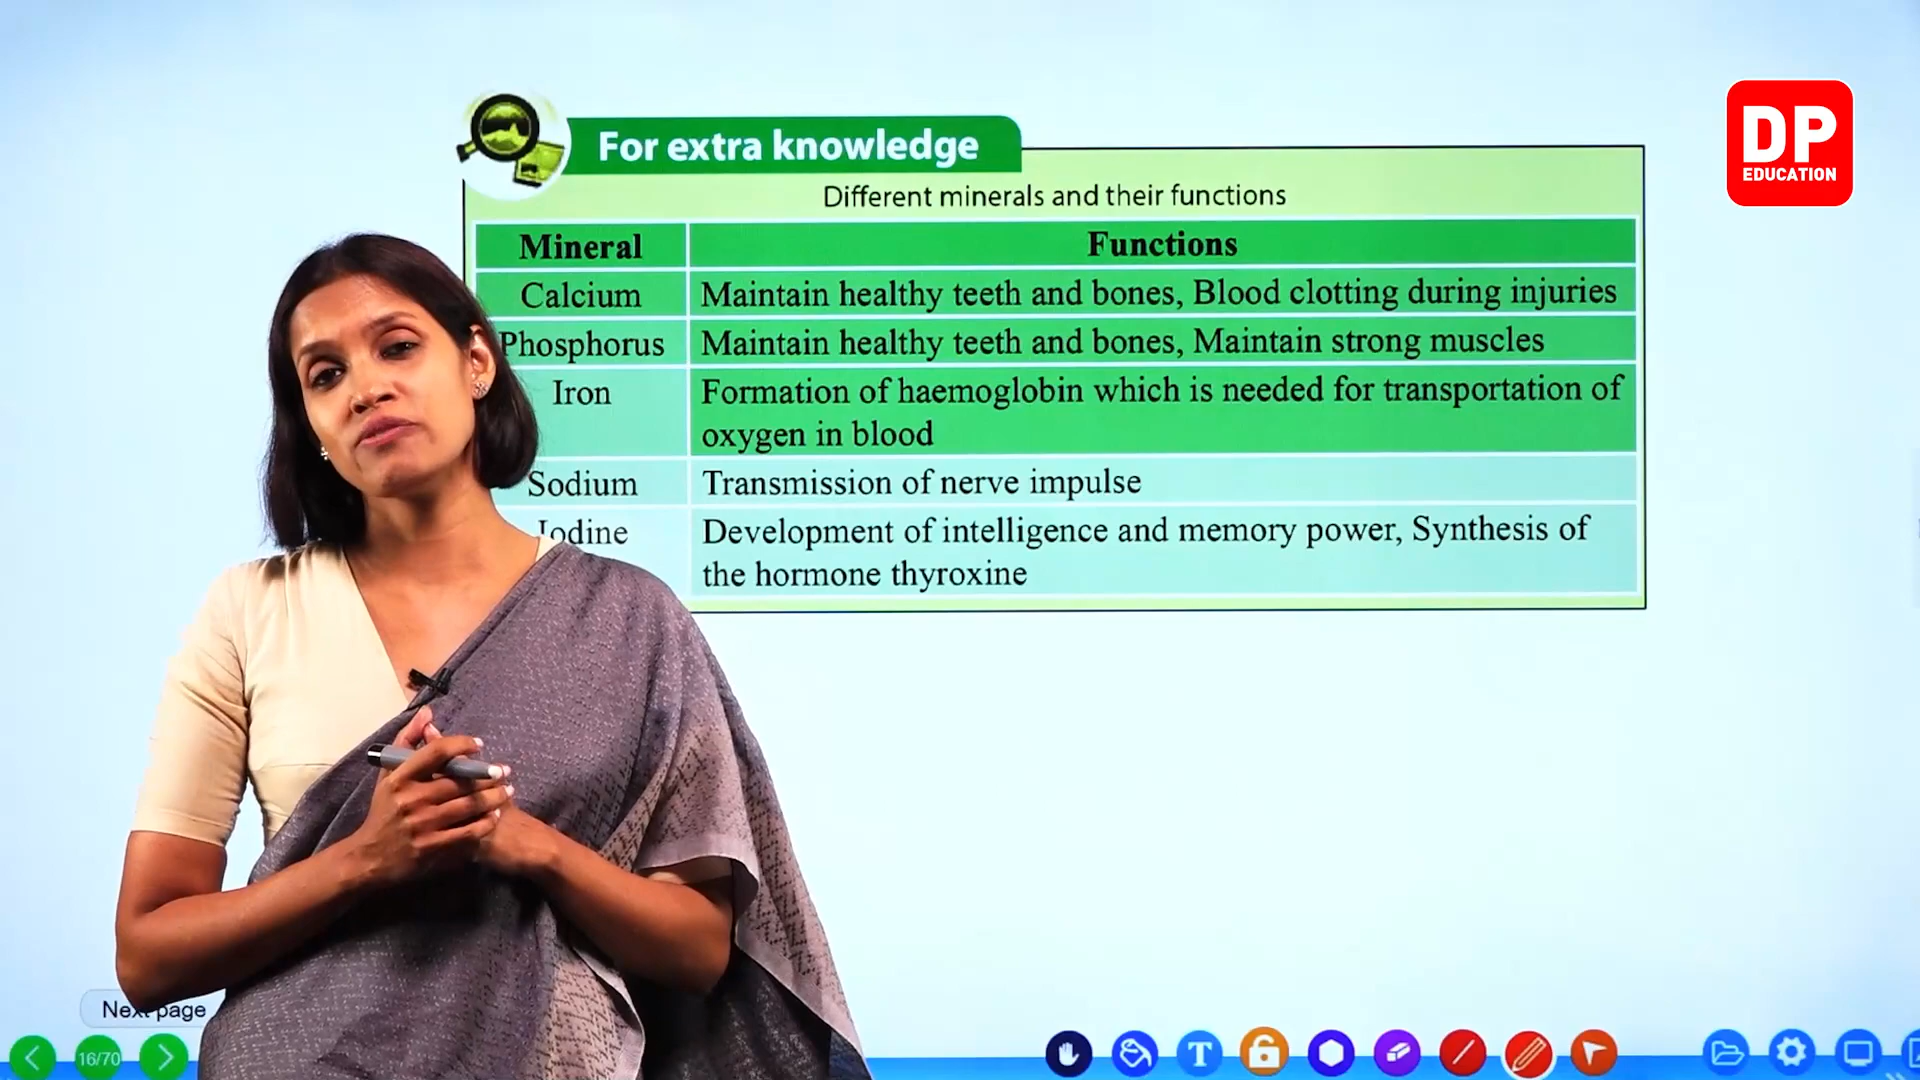 DP
EDUCATION
For extra knowledge
Different minerals and their functions
Mineral
Functions
Calcium
Maintain healthy teeth and bones, Blood clotting during injuries
Phosphorus
Maintain healthy teeth and bones, Maintain strong muscles
Iron
Formation of haemoglobin which is needed for transportation of
oxygen in blood
Sodium
Transmission of nerve impulse
Iodine
Development of intelligence and memory power, Synthesis of
the hormone thyroxine
Next page
16/70
T